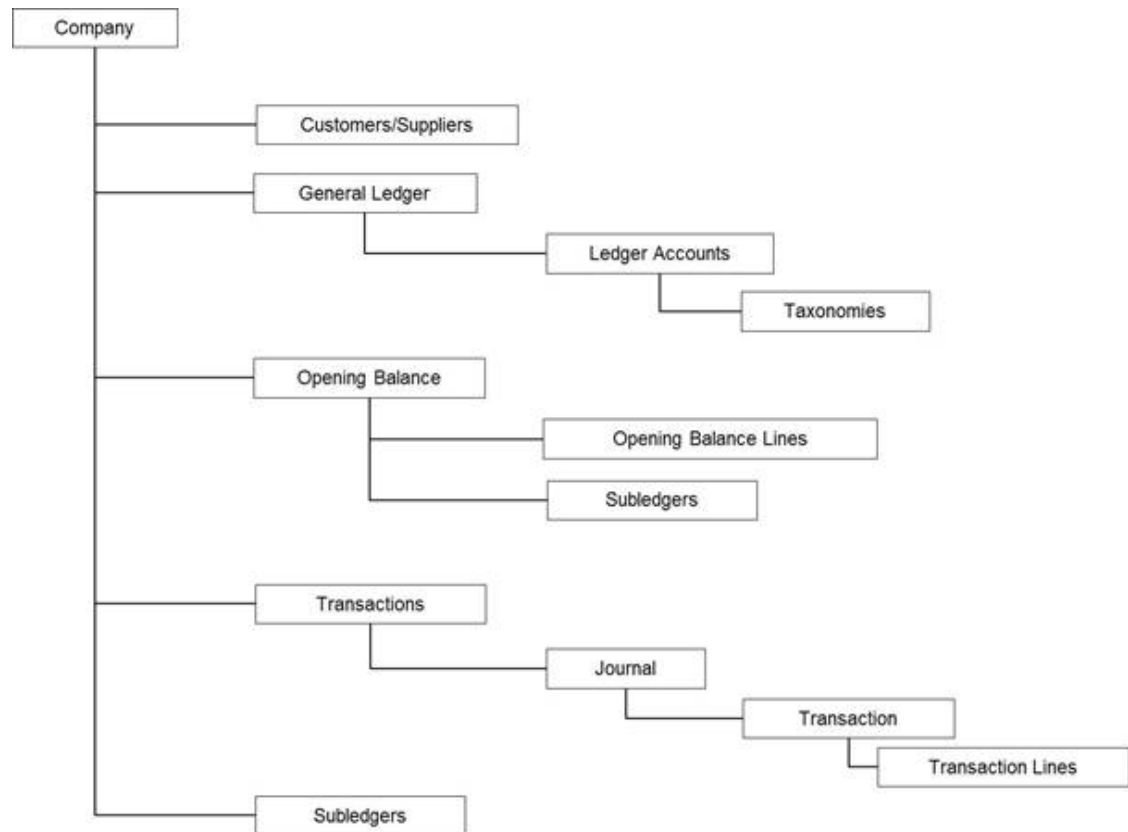 Company
Customers/Suppliers
General Ledger
Ledger Accounts
Taxonomies
Opening Balance
Opening Balance Lines
Subledgers
Transactions
Journal
Transaction
Transaction Lines
Subledgers